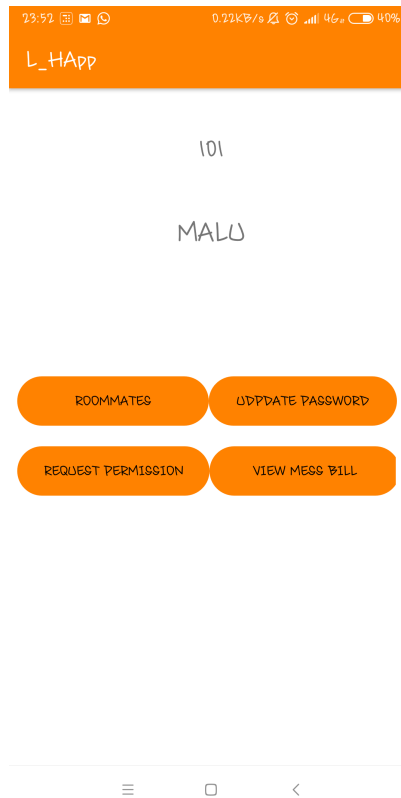 23:52 0.22KB/s 4G 40%
L_HApp
101
MALU
ROOMMATES UDPDATE PASSWORD
REQUEST PERMISSION VIEW MESS BILL